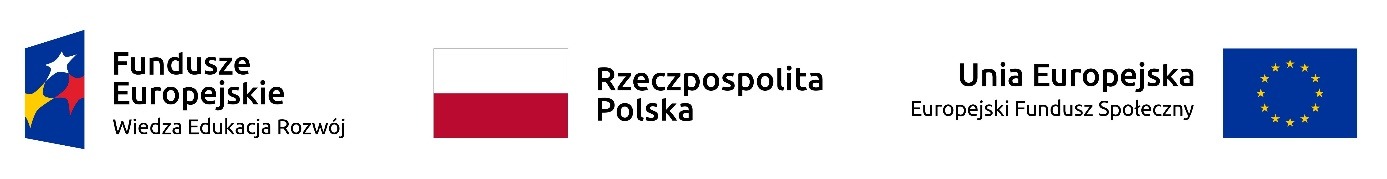 Fundusze
Europejskie
Wiedza Edukacja Rozwój
Rzeczpospolita
Polska
Unia Europejska
Europejski Fundusz Społeczny